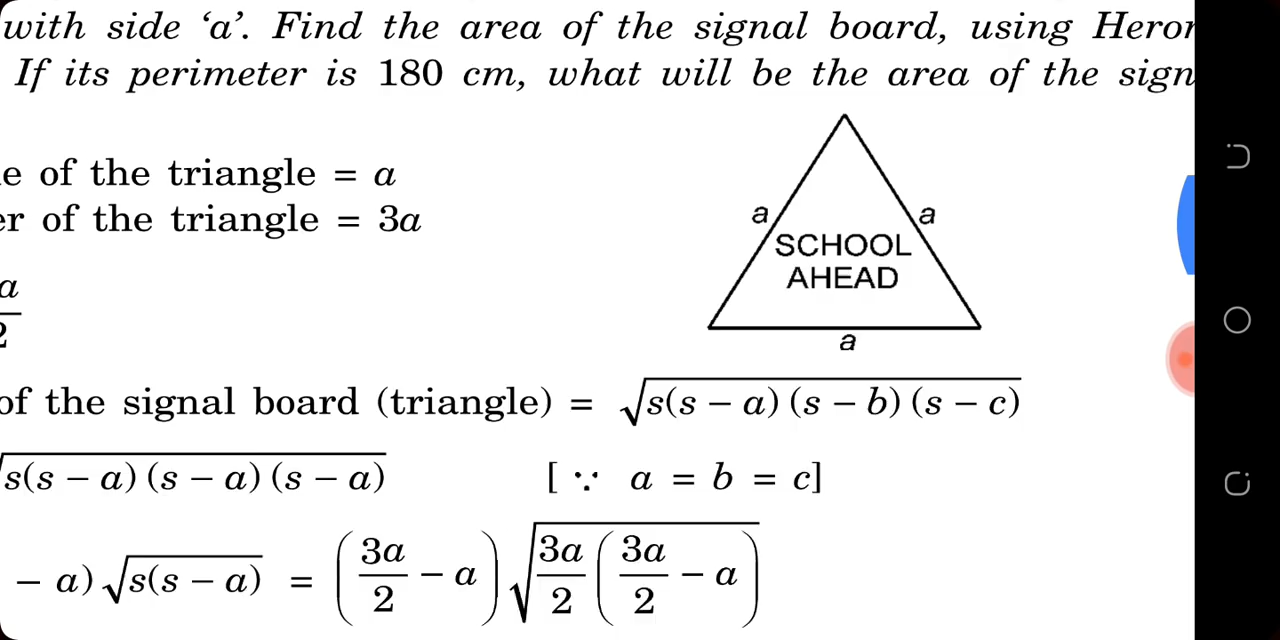 with side ‘a’. Find the area of the signal board, using Heron
If its perimeter is 180 cm, what will be the area of the sign
e of the triangle = a
er of the triangle = 3a
a
2
a a
SCHOOL
AHEAD
a
of the signal board (triangle) = √s(s – a) (s – b) (s – c)
s(s – a) (s – a) (s – a) [ ∵ a = b = c]
– a) √s(s – a) = (3a/2 – a) √3a/2 (3a/2 – a)